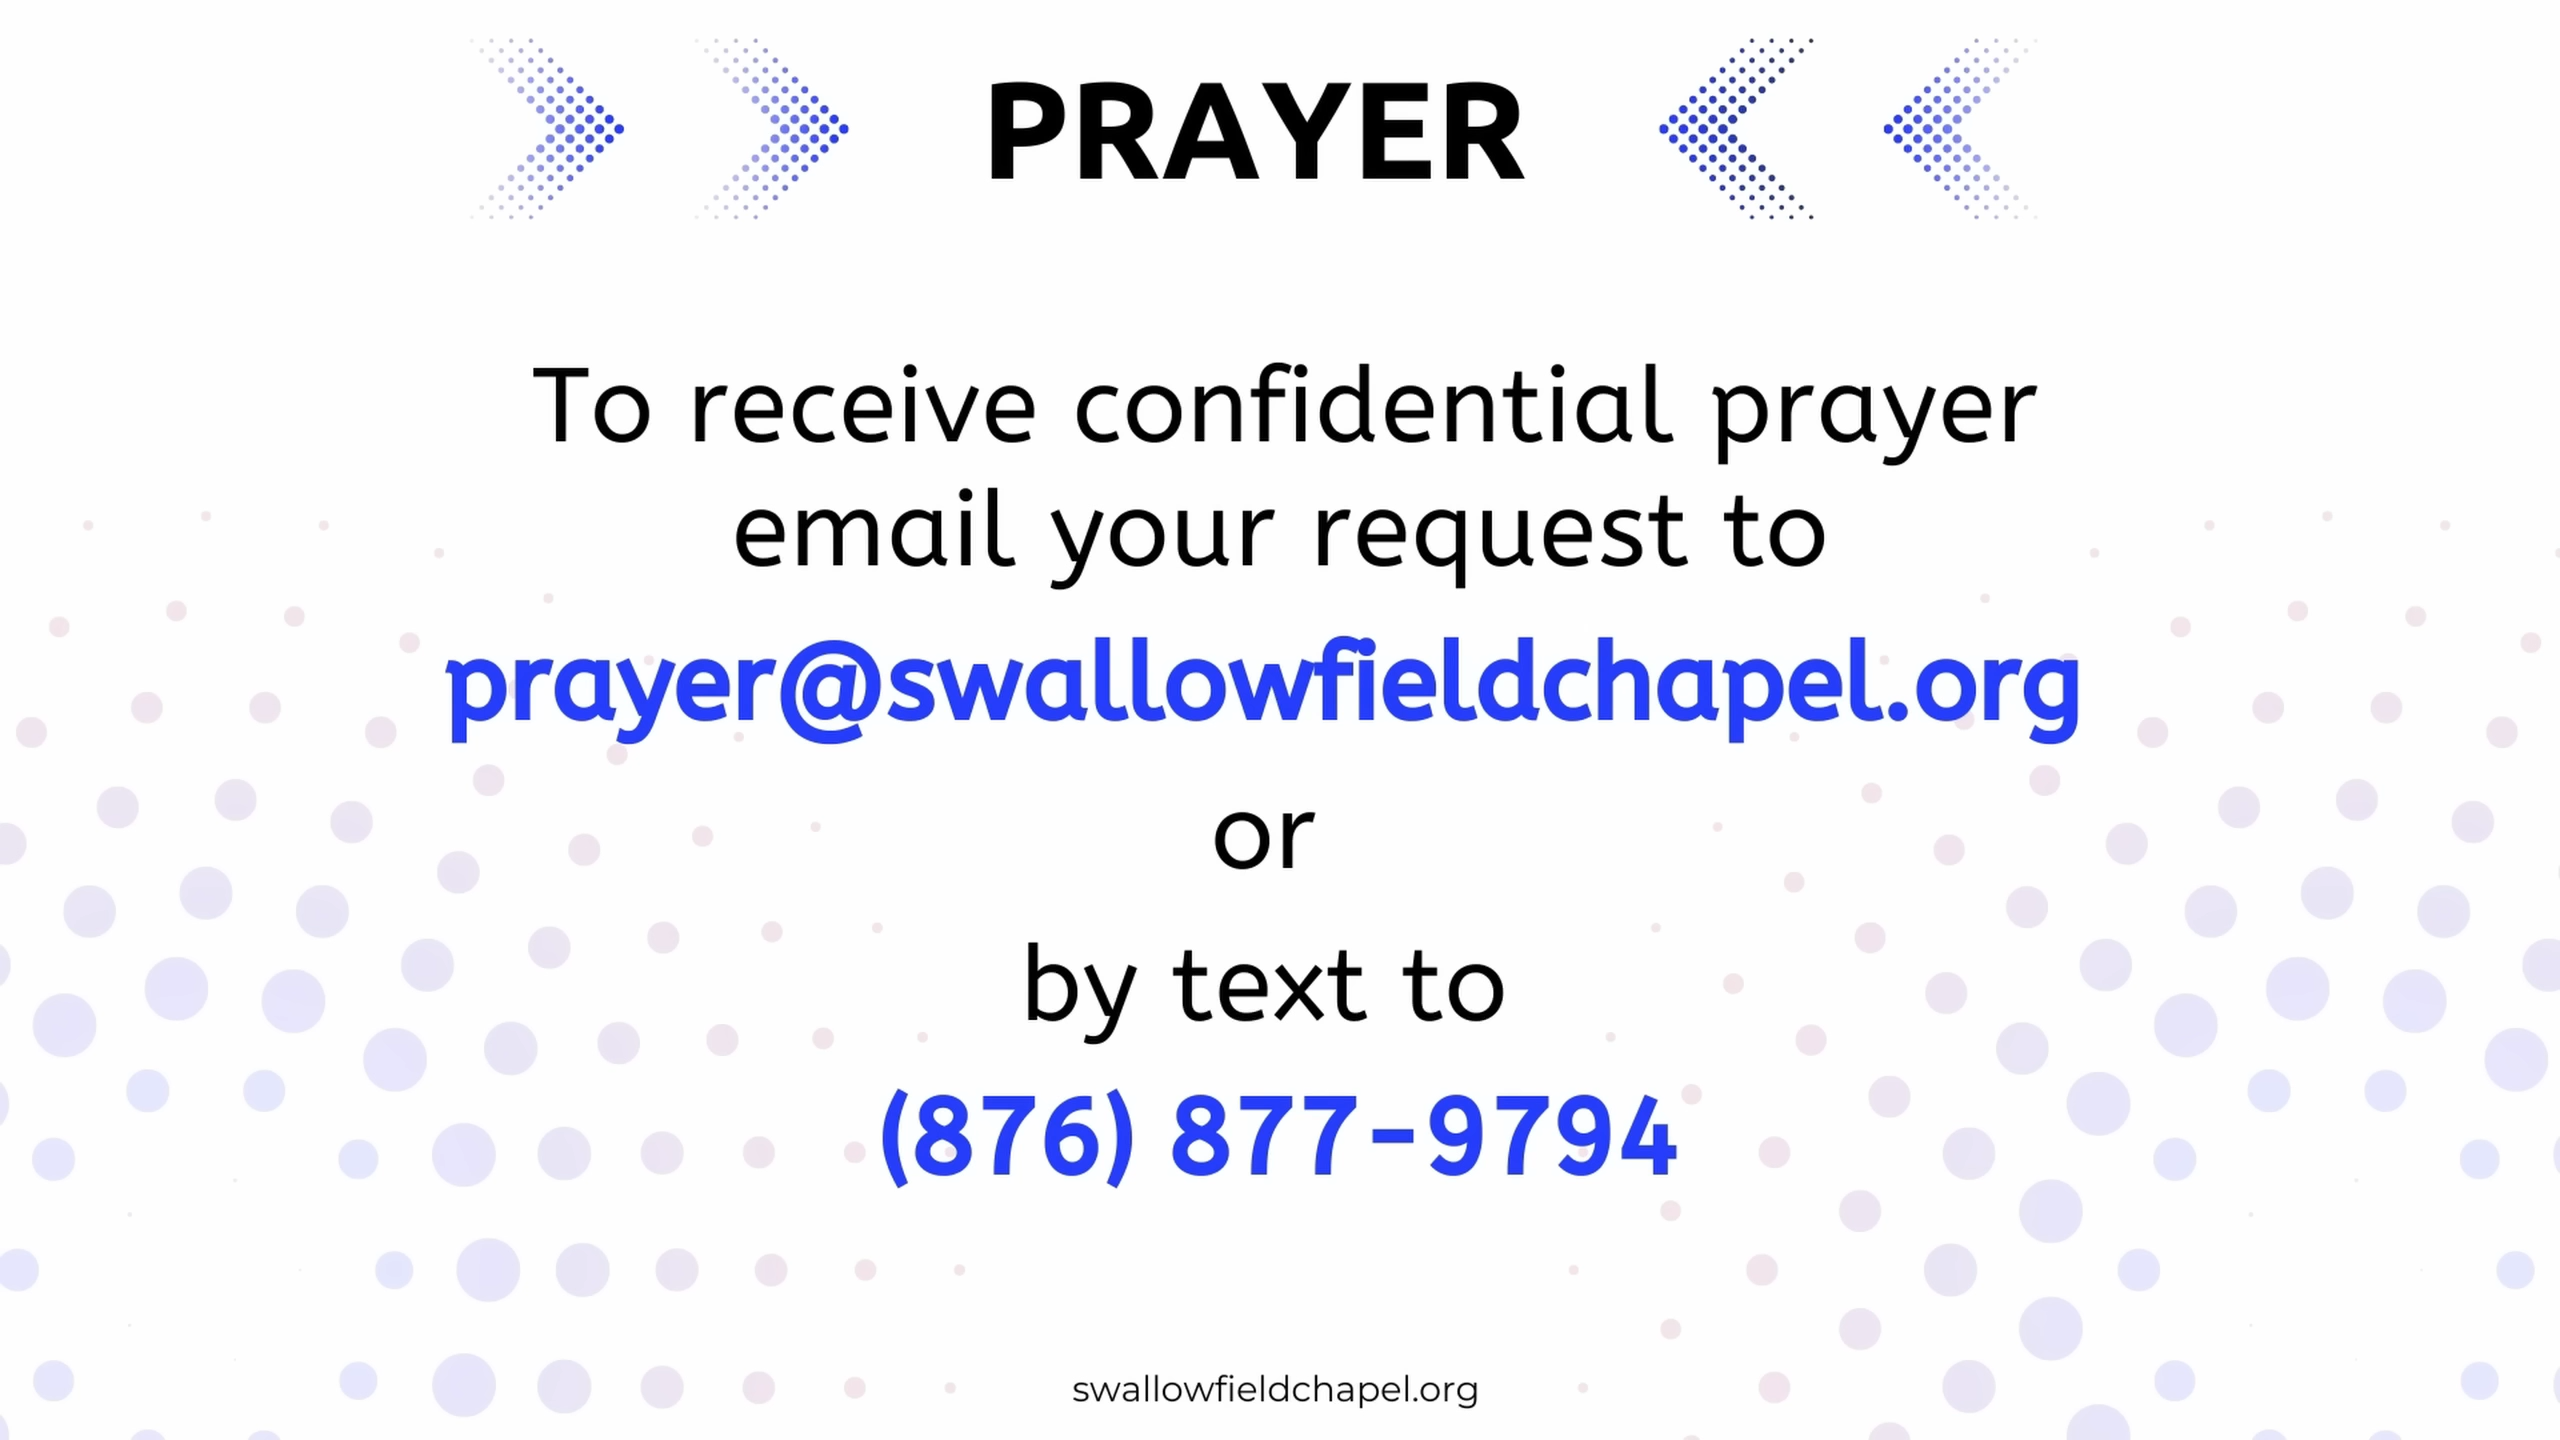 PRAYER
To receive confidential prayer
email your request to
prayer@swallowfieldchapel.org
or
by text to
(876) 877-9794
swallowfieldchapel.org